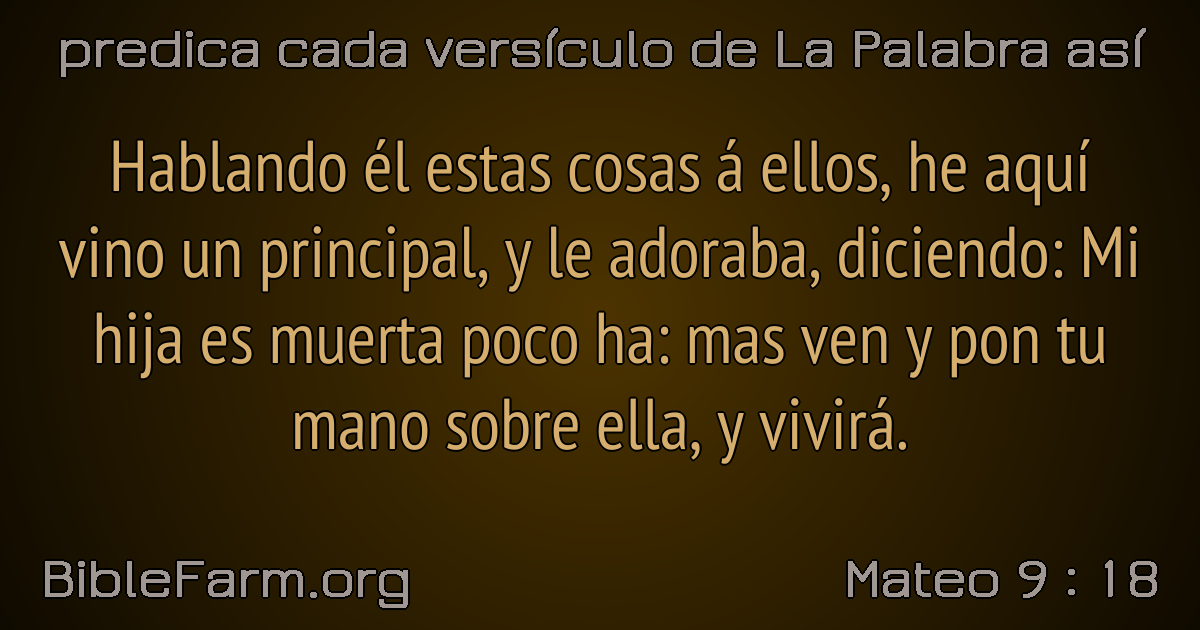 predica cada versículo de La Palabra así
Hablando él estas cosas á ellos, he aquí
vino un principal, y le adoraba, diciendo: Mi
hija es muerta poco ha: mas ven y pon tu
mano sobre ella, y vivirá.
BibleFarm.org
Mateo 9 : 18